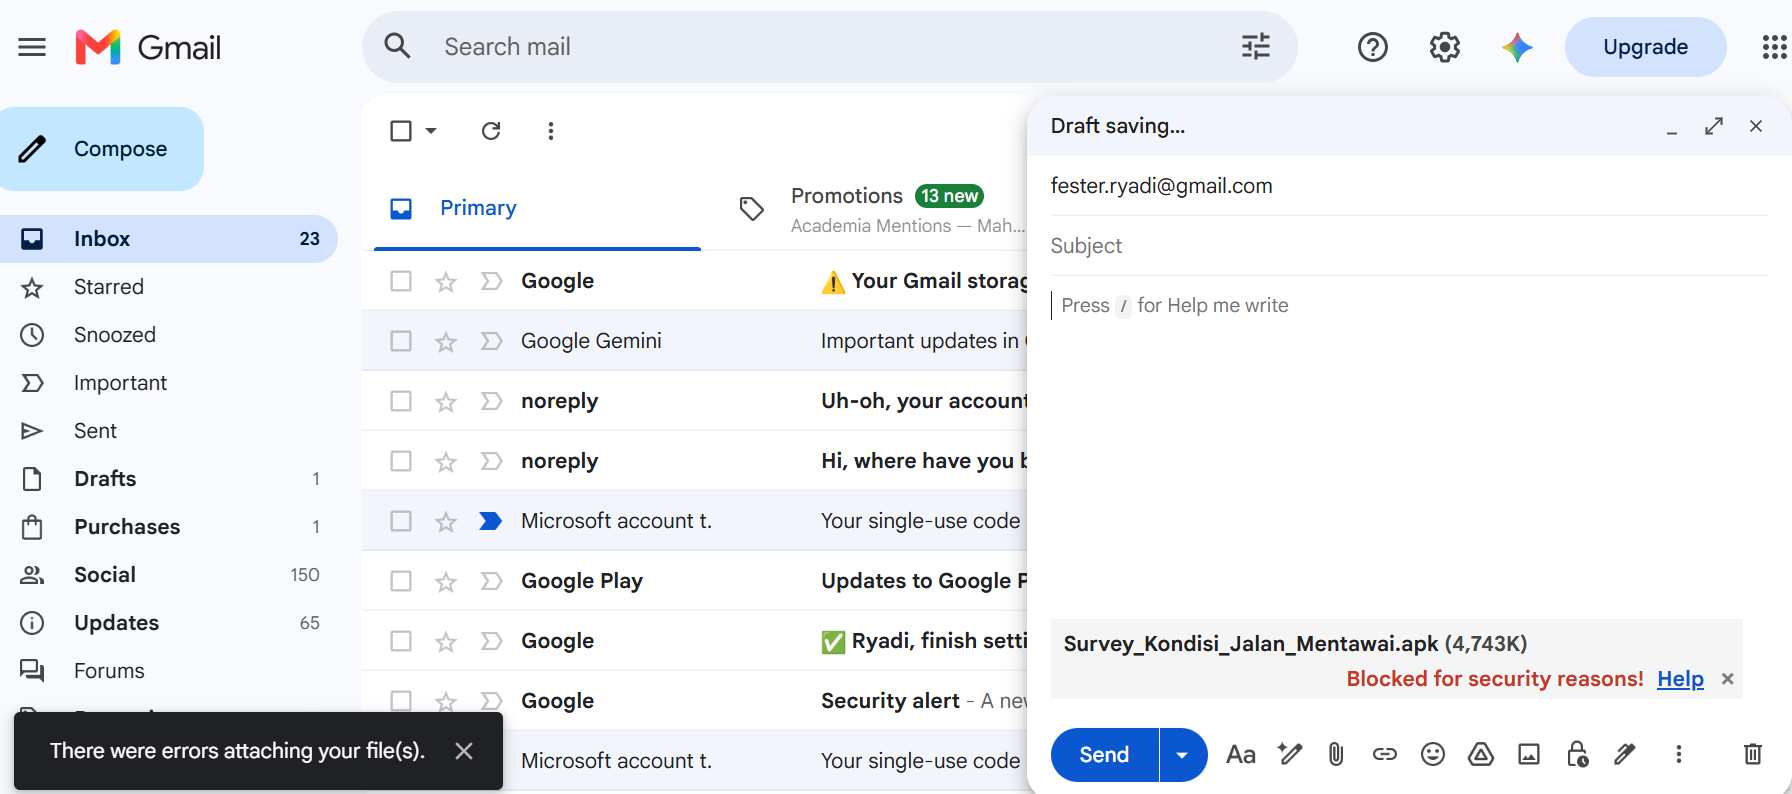 Gmail
Search mail
Upgrade
Compose
Inbox 23
Starred
Snoozed
Important
Sent
Drafts 1
Purchases 1
Social 150
Updates 65
Forums
Primary
Promotions 13 new
Academia Mentions — Mah...
Google ⚠️ Your Gmail storag
Google Gemini Important updates in
noreply Uh-oh, your account
noreply Hi, where have you b
Microsoft account t. Your single-use code
Google Play Updates to Google P
Google ✅ Ryadi, finish setti
Google Security alert - A new
Microsoft account t. Your single-use code
There were errors attaching your file(s).
Draft saving...
fester.ryadi@gmail.com
Subject
Press / for Help me write
Survey_Kondisi_Jalan_Mentawai.apk (4,743K)
Blocked for security reasons! Help
Send Aa